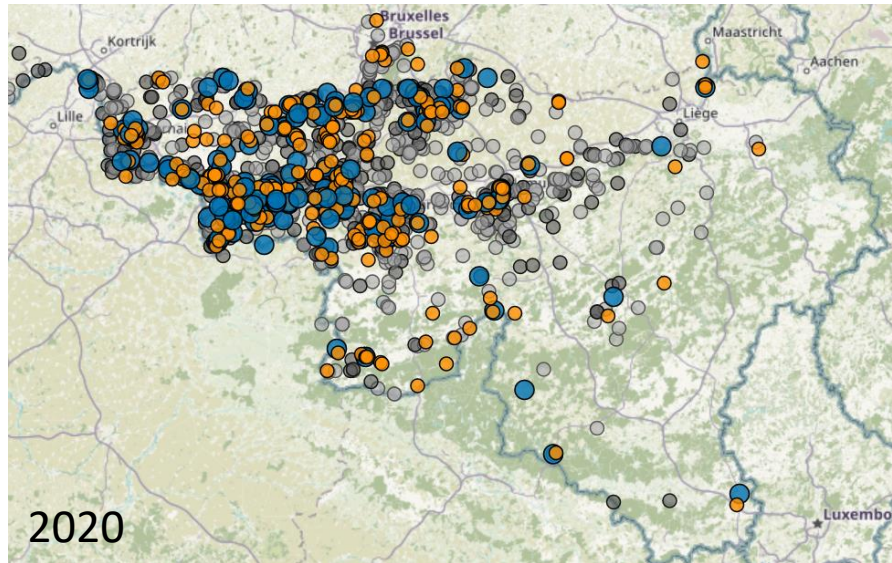 Bruxelles
Brussel
Kortrijk
Maastricht
Aachen
Lille
Liège
2020
Luxembo